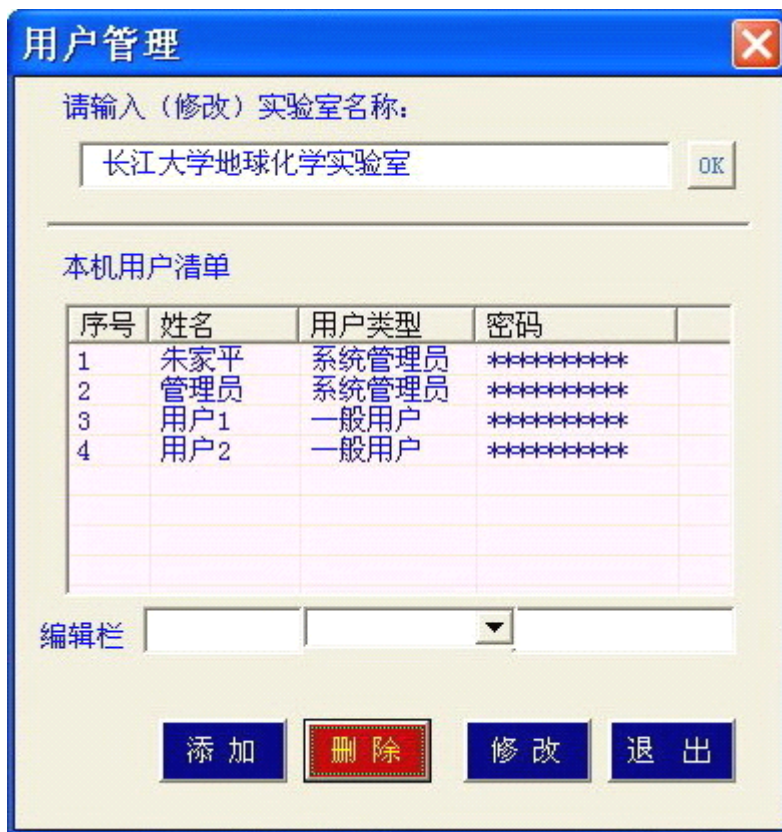 用户管理
请输入（修改）实验室名称:
长江大学地球化学实验室 OK
本机用户清单
序号 姓名 用户类型 密码
1 朱家平 系统管理员 **********
2 管理员 系统管理员 **********
3 用户1 一般用户 **********
4 用户2 一般用户 **********
编辑栏
添加 删除 修改 退出